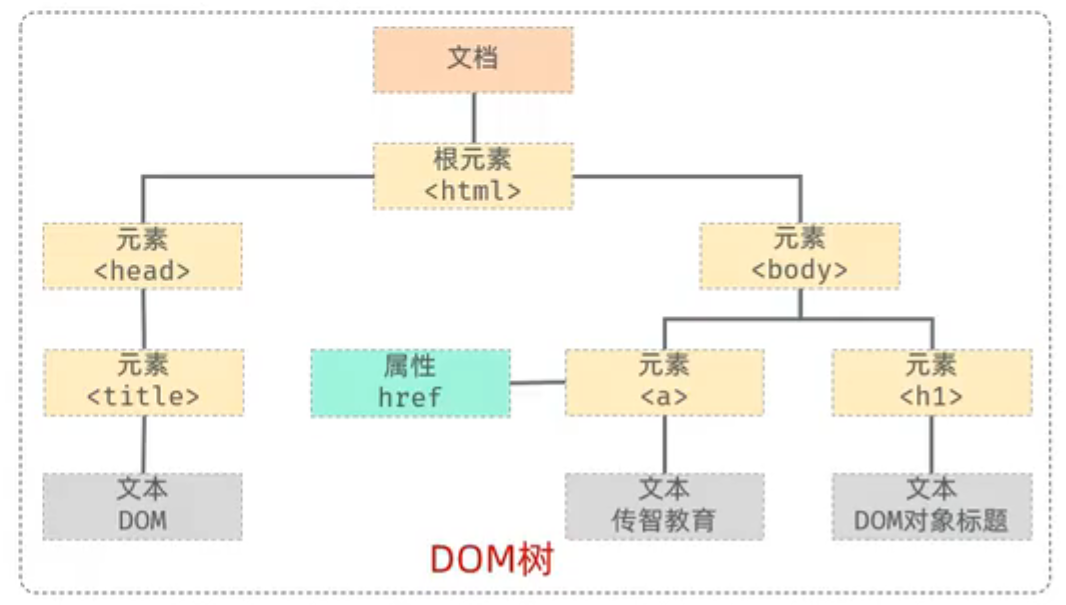 文档
根元素
<html>
元素
<head>
元素
<body>
元素
<title>
属性
href
元素
<a>
元素
<h1>
文本
DOM
文本
传智教育
文本
DOM对象标题
DOM树